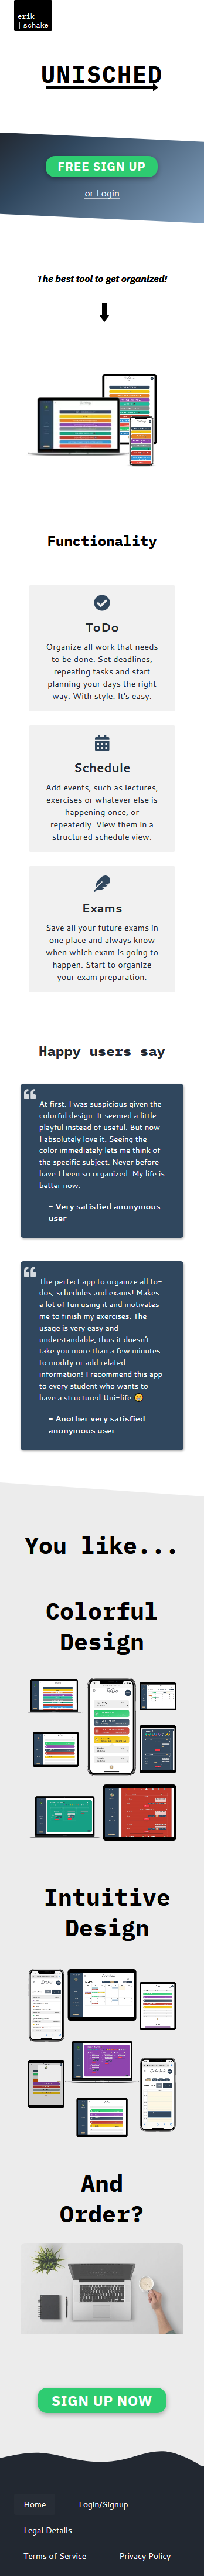 erik
schake
UNISCHED
FREE SIGN UP
or Login
The best tool to get organized!
Functionality
ToDo
Organize all work that needs
to be done. Set deadlines,
repeating tasks and start
planning your days the right
way. With style. It's easy.
Schedule
Add events, such as lectures,
exercises or whatever else is
happening once, or
repeatedly. View them in a
structured schedule view.
Exams
Save all your future exams in
one place and always know
when which exam is going to
happen. Start to organize
your exam preparation.
Happy users say
At first, I was suspicious given the
colorful design. It seemed a little
playful instead of useful. But now
I absolutely love it. Seeing the
color immediately lets me think of
the specific subject. Never before
have I been so organized. My life is
better now.
- Very satisfied anonymous
user
The perfect app to organize all to-
dos, schedules and exams! Makes
a lot of fun using it and motivates
me to finish my exercises. The
usage is very easy and
understandable, thus it doesn't
take you more than a few minutes
to modify or add related
information! I recommend this app
to every student who wants to
have a structured Uni-life 🤓
- Another very satisfied
anonymous user
You like...
Colorful
Design
Intuitive
Design
And
Order?
SIGN UP NOW
Home
Login/Signup
Legal Details
Terms of Service
Privacy Policy